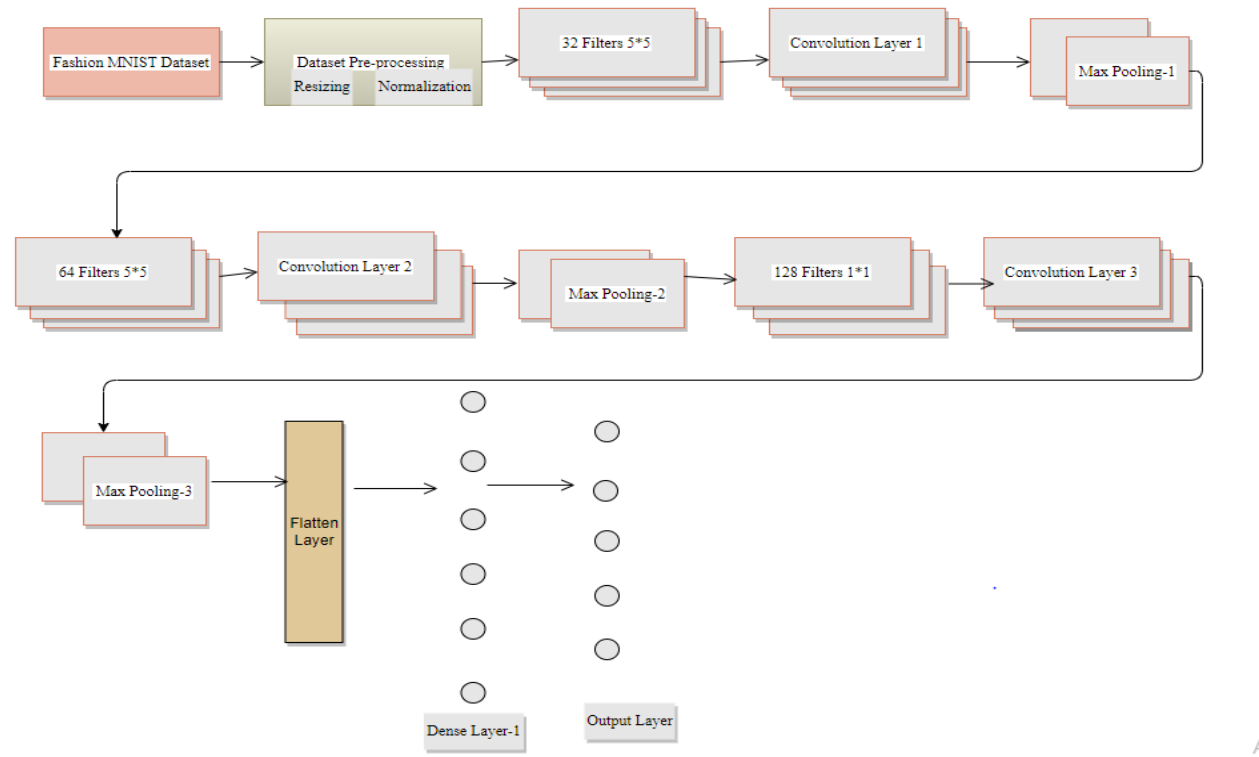 Fashion MNIST Dataset
Dataset Pre-processing
Resizing
Normalization
32 Filters 5*5
Convolution Layer 1
Max Pooling-1
64 Filters 5*5
Convolution Layer 2
Max Pooling-2
128 Filters 1*1
Convolution Layer 3
Max Pooling-3
Flatten
Layer
Dense Layer-1
Output Layer